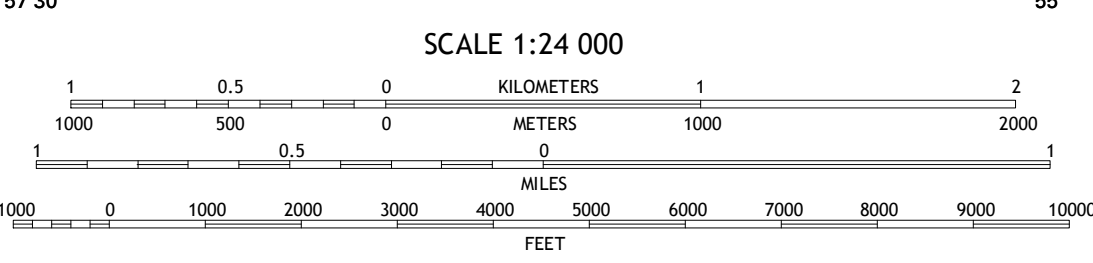 57'30" 55'
SCALE 1:24 000
1 0.5 0 KILOMETERS 1 2
1000 500 0 METERS 1000 2000
1 0.5 0 1
MILES
1000 0 1000 2000 3000 4000 5000 6000 7000 8000 9000 10000
FEET